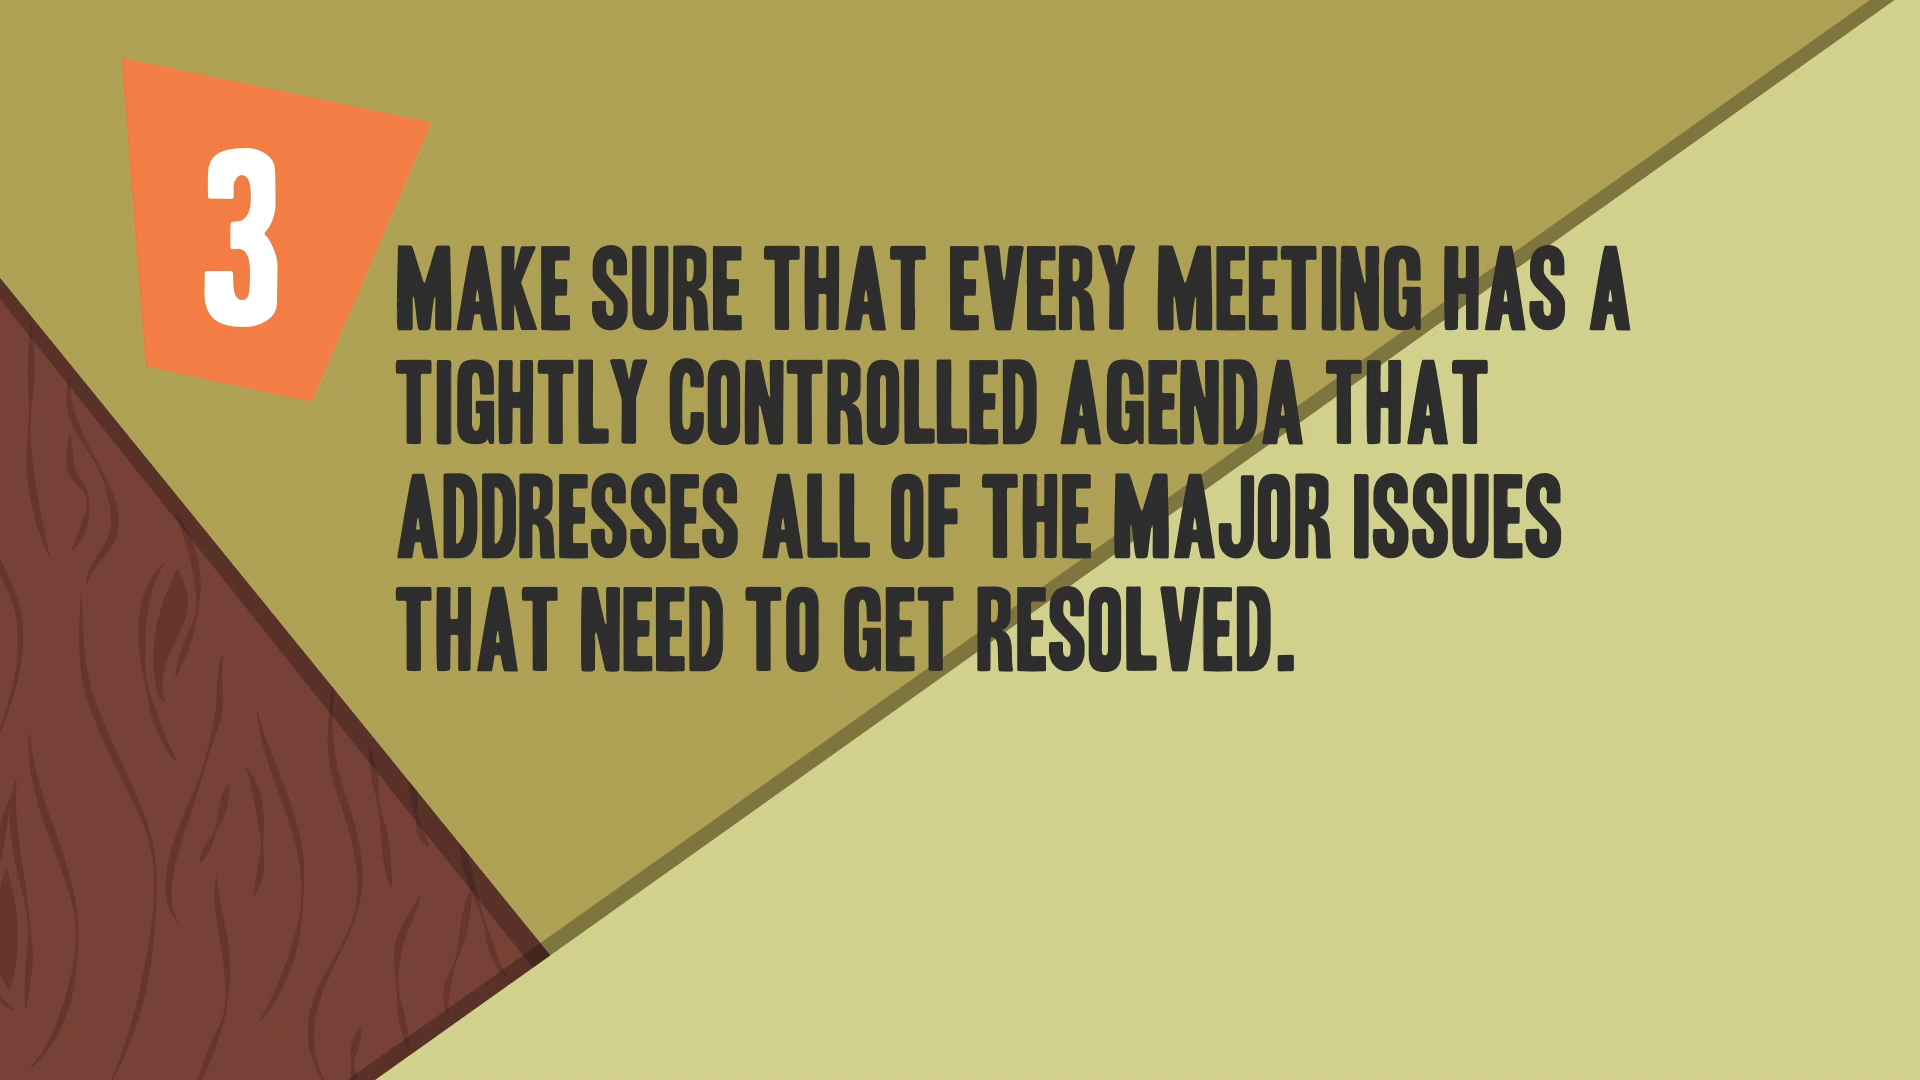 3
MAKE SURE THAT EVERY MEETING HAS A
TIGHTLY CONTROLLED AGENDA THAT
ADDRESSES ALL OF THE MAJOR ISSUES
THAT NEED TO GET RESOLVED.